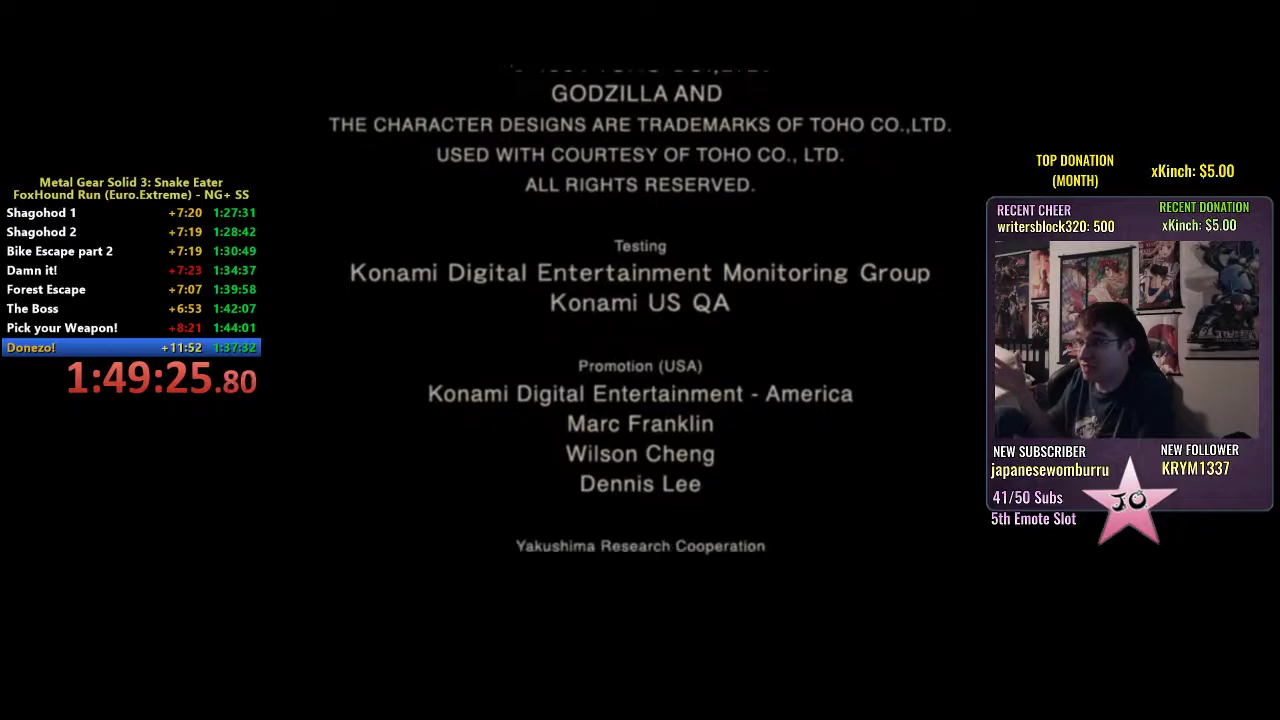 Metal Gear Solid 3: Snake Eater
FoxHound Run (Euro.Extreme) - NG+ SS
Shagohod 1 +7:20 1:27:31
Shagohod 2 +7:19 1:28:42
Bike Escape part 2 +7:19 1:30:49
Damn it! +7:23 1:34:37
Forest Escape +7:07 1:39:58
The Boss +6:53 1:42:07
Pick your Weapon! +8:21 1:44:01
Donezo! +11:52 1:37:32
1:49:25.80
GODZILLA AND
THE CHARACTER DESIGNS ARE TRADEMARKS OF TOHO CO.,LTD.
USED WITH COURTESY OF TOHO CO., LTD.
ALL RIGHTS RESERVED.
Testing
Konami Digital Entertainment Monitoring Group
Konami US QA
Promotion (USA)
Konami Digital Entertainment - America
Marc Franklin
Wilson Cheng
Dennis Lee
Yakushima Research Cooperation
TOP DONATION
(MONTH)
xKinch: $5.00
RECENT CHEER
writersblock320: 500
RECENT DONATION
xKinch: $5.00
NEW SUBSCRIBER
japanesewomburru
NEW FOLLOWER
KRYM1337
41/50 Subs
5th Emote Slot
JO